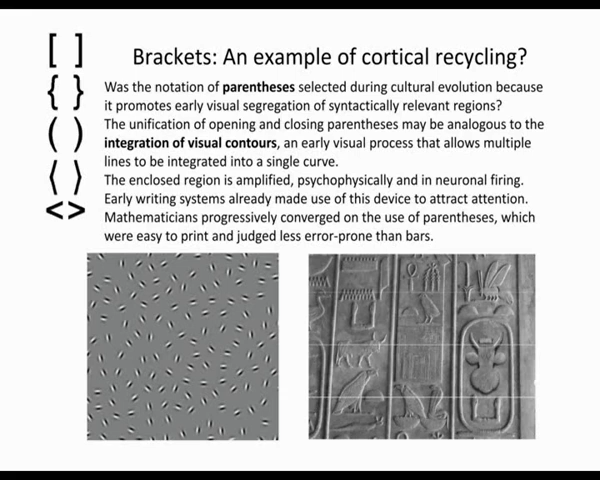 [ ]
{ }
( )
⟨ ⟩
< >
Brackets: An example of cortical recycling?
Was the notation of parentheses selected during cultural evolution because
it promotes early visual segregation of syntactically relevant regions?
The unification of opening and closing parentheses may be analogous to the
integration of visual contours, an early visual process that allows multiple
lines to be integrated into a single curve.
The enclosed region is amplified, psychophysically and in neuronal firing.
Early writing systems already made use of this device to attract attention.
Mathematicians progressively converged on the use of parentheses, which
were easy to print and judged less error-prone than bars.